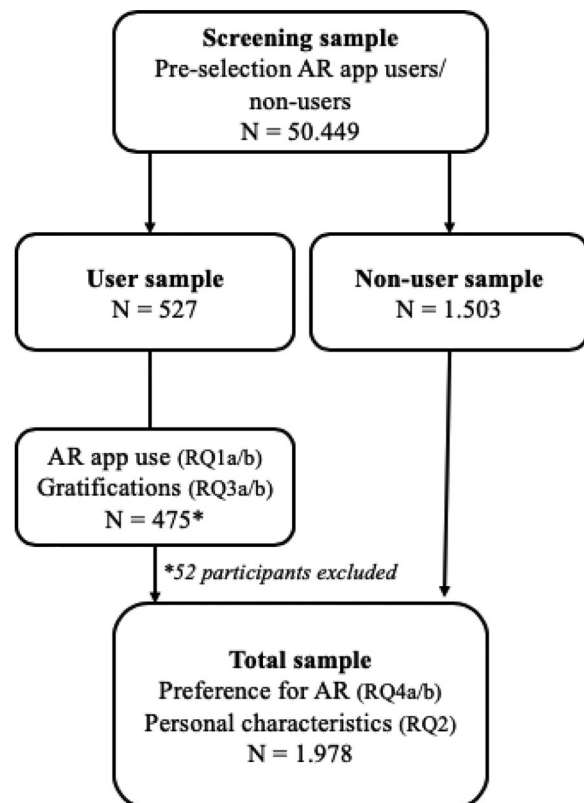 Screening sample
Pre-selection AR app users/
non-users
N = 50.449
User sample
N = 527
Non-user sample
N = 1.503
AR app use (RQ1a/b)
Gratifications (RQ3a/b)
N = 475*
*52 participants excluded
Total sample
Preference for AR (RQ4a/b)
Personal characteristics (RQ2)
N = 1.978